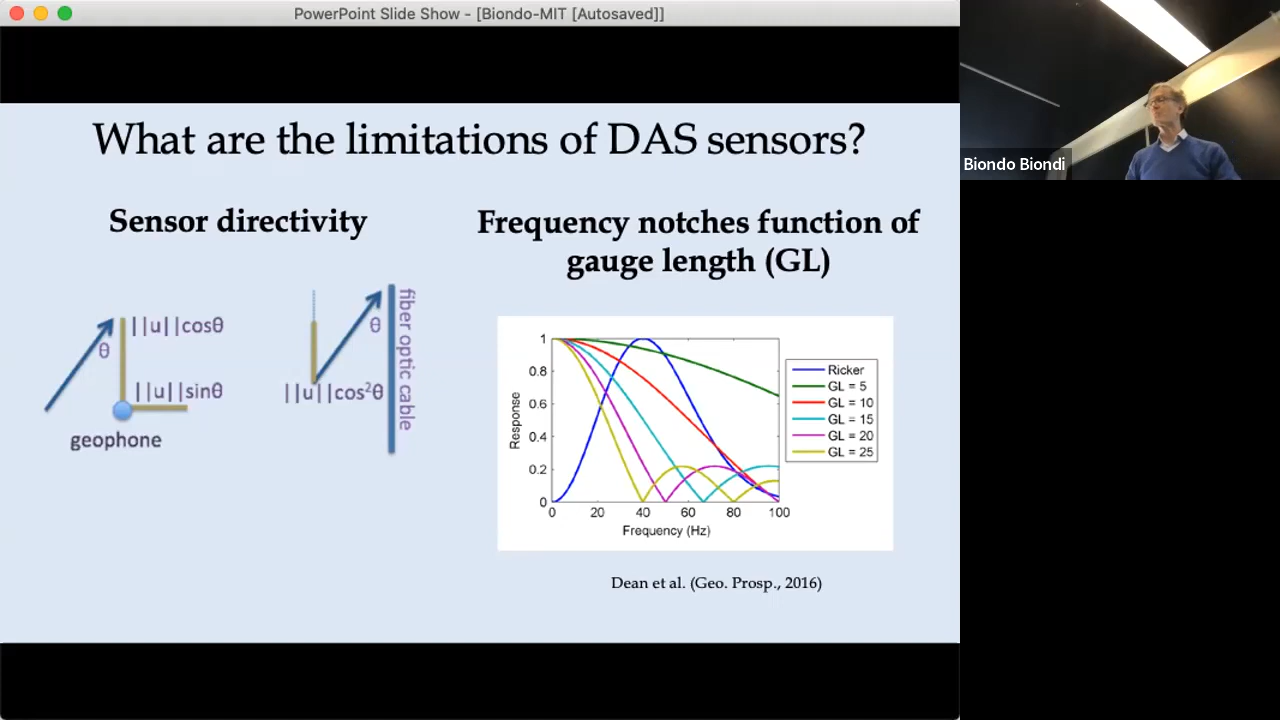 PowerPoint Slide Show - [Biondo-MIT [Autosaved]]
Biondo Biondi
What are the limitations of DAS sensors?
Sensor directivity
||u||cosθ
θ
||u||sinθ
geophone
θ
||u||cos²θ
fiber optic cable
Frequency notches function of
gauge length (GL)
Response
1
0.8
0.6
0.4
0.2
0
0 20 40 60 80 100
Frequency (Hz)
Ricker
GL = 5
GL = 10
GL = 15
GL = 20
GL = 25
Dean et al. (Geo. Prosp., 2016)